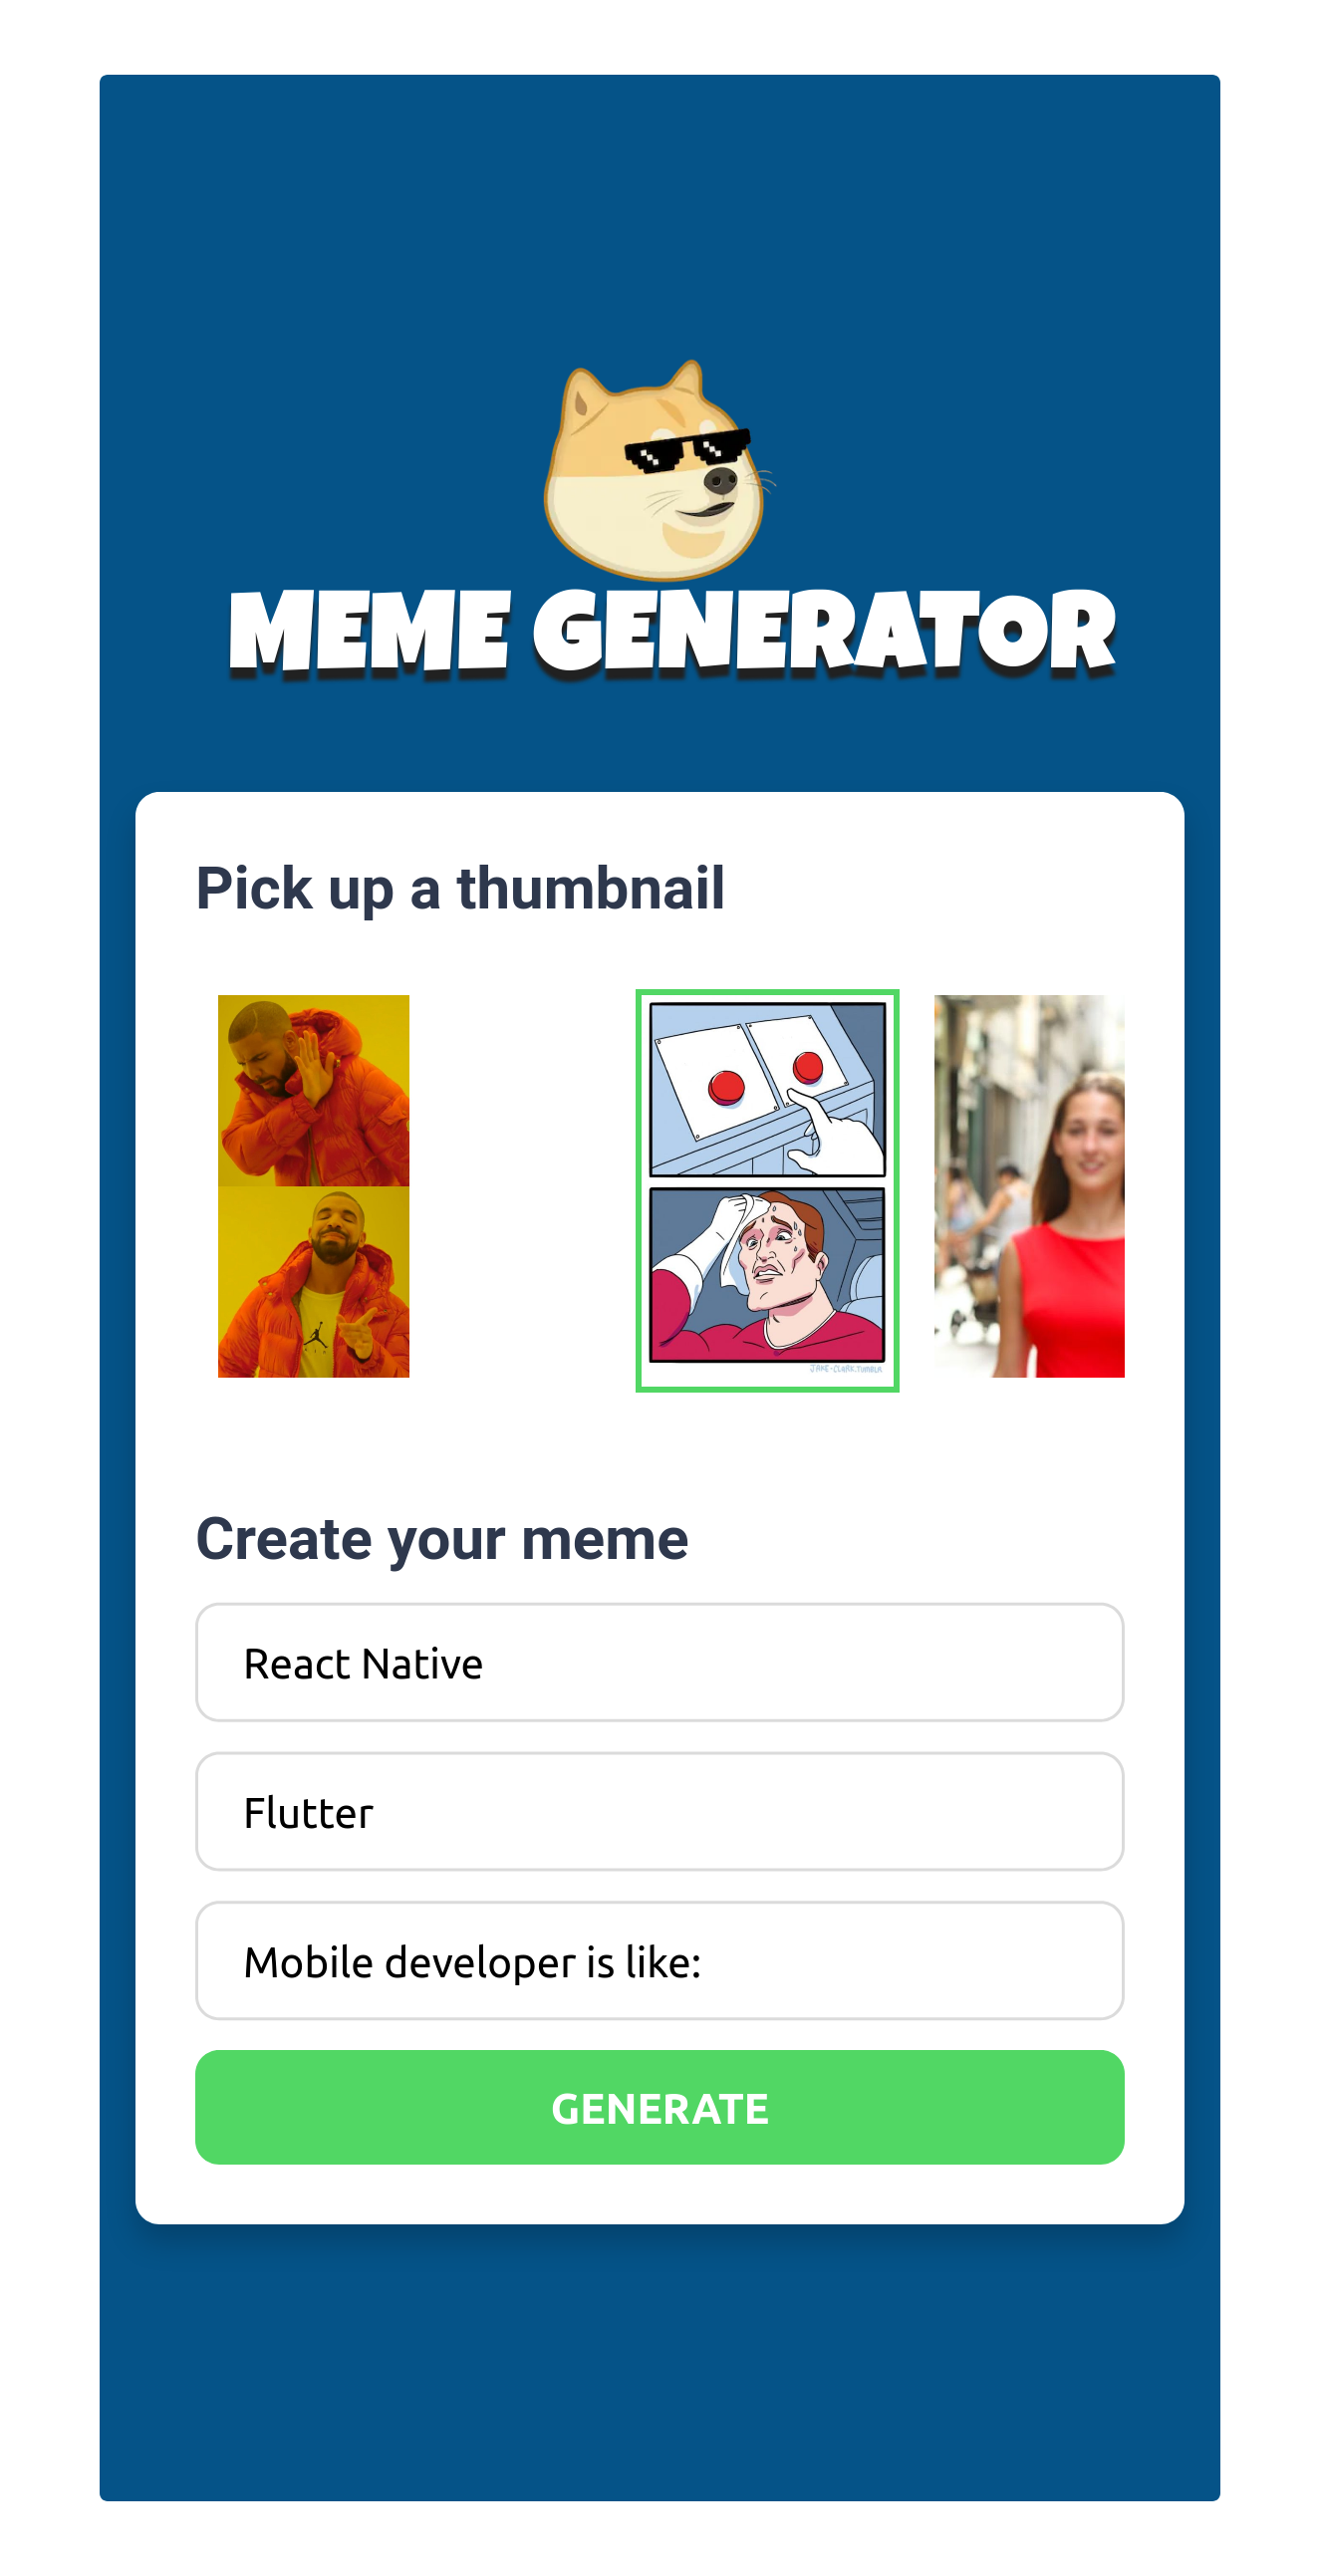 MEME GENERATOR
Pick up a thumbnail
JAKE-CLARK.TUMBLR
Create your meme
React Native
Flutter
Mobile developer is like:
GENERATE